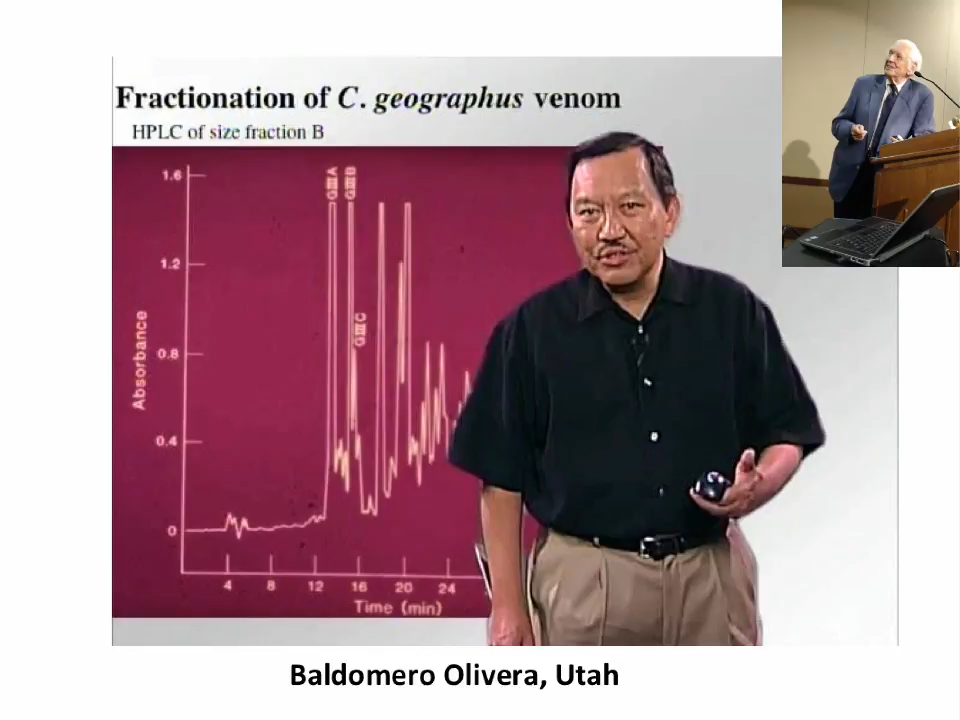 Fractionation of C. geographus venom
HPLC of size fraction B
1.6
1.2
0.8
0.4
0
Absorbance
GIIIA
GIIIB
GIIIC
4 8 12 16 20 24
Time (min)
Baldomero Olivera, Utah